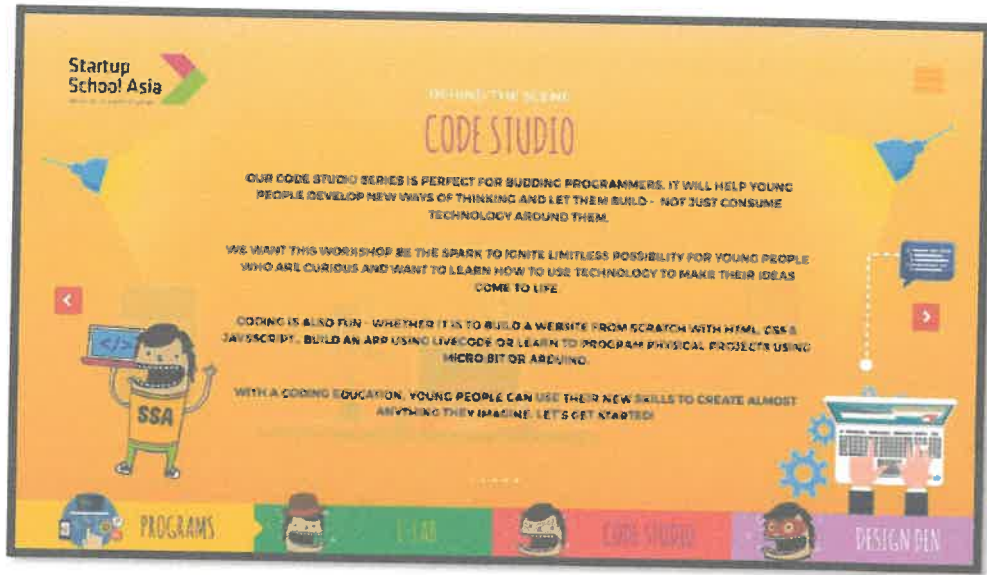 Startup
School Asia
BEHIND THE SCENE
CODE STUDIO
OUR CODE STUDIO SERIES IS PERFECT FOR BUDDING PROGRAMMERS. IT WILL HELP YOUNG
PEOPLE DEVELOP NEW WAYS OF THINKING AND LET THEM BUILD - NOT JUST CONSUME
TECHNOLOGY AROUND THEM.
WE WANT THIS WORKSHOP BE THE SPARK TO IGNITE LIMITLESS POSSIBILITY FOR YOUNG PEOPLE
WHO ARE CURIOUS AND WANT TO LEARN HOW TO USE TECHNOLOGY TO MAKE THEIR IDEAS
COME TO LIFE
CODING IS ALSO FUN - WHETHER IT IS TO BUILD A WEBSITE FROM SCRATCH WITH HTML, CSS &
JAVSSCRIPT, BUILD AN APP USING LIVECODE OR LEARN TO PROGRAM PHYSICAL PROJECTS USING
MICRO:BIT OR ARDUINO.
WITH A CODING EDUCATION, YOUNG PEOPLE CAN USE THEIR NEW SKILLS TO CREATE ALMOST
ANYTHING THEY IMAGINE. LET'S GET STARTED!
</>
SSA
PROGRAMS
CODE STUDIO
DESIGN DEN